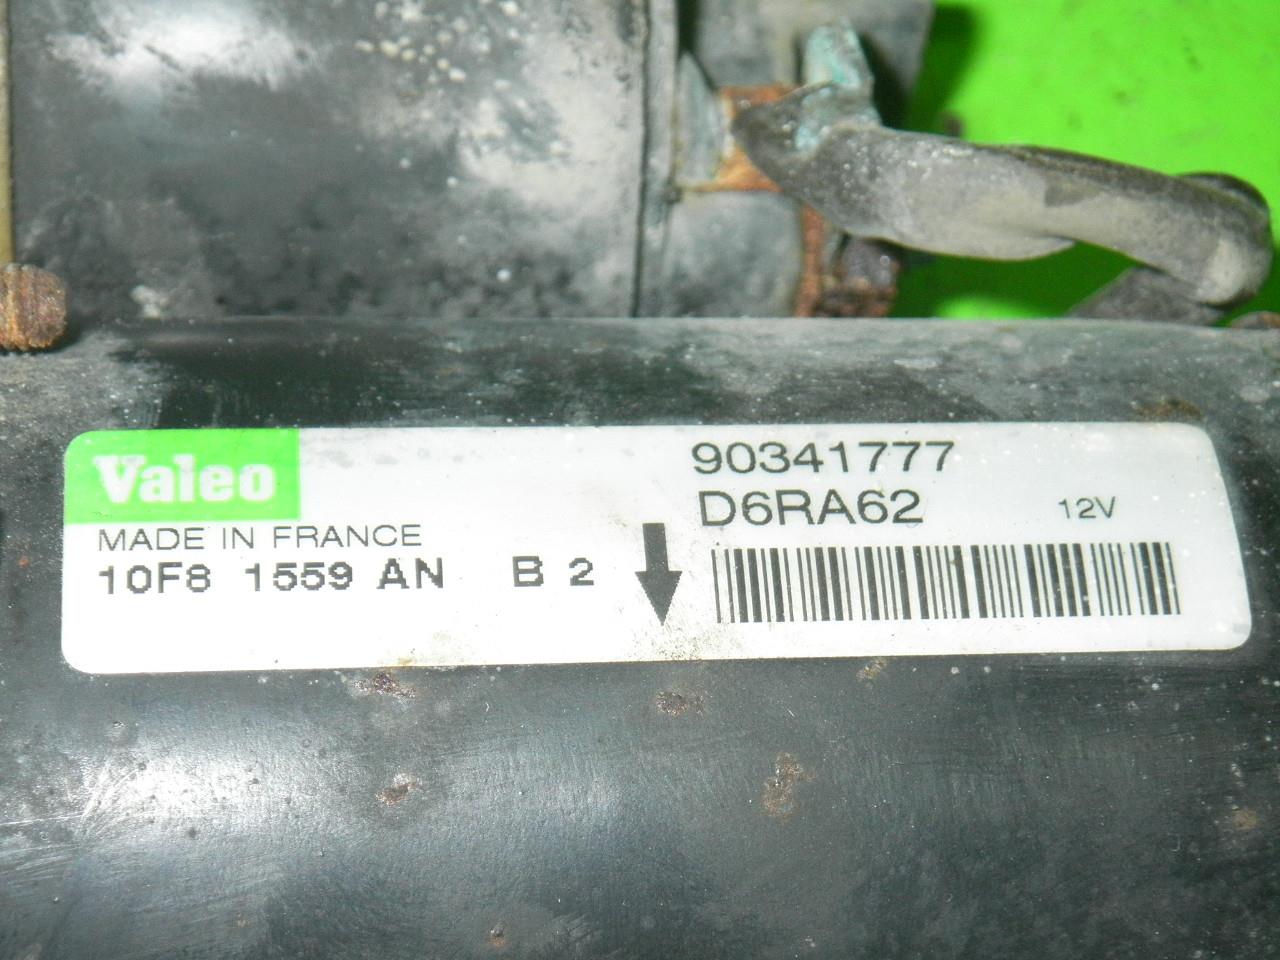 Valeo
MADE IN FRANCE
10F8 1559 AN B 2
90341777
D6RA62 12V